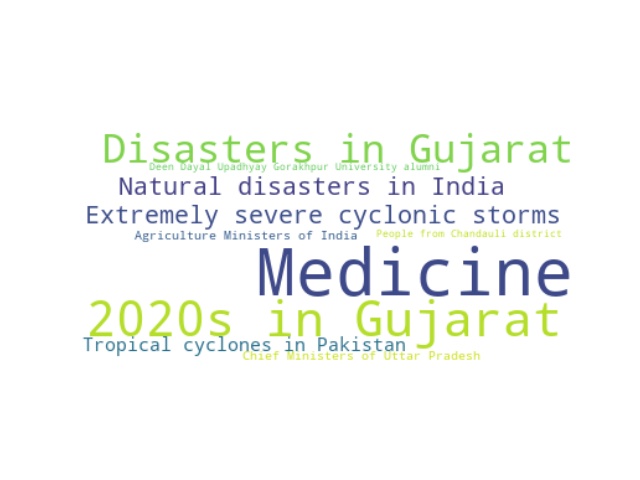 Disasters in Gujarat
Deen Dayal Upadhyay Gorakhpur University alumni
Natural disasters in India
Extremely severe cyclonic storms
Agriculture Ministers of India
People from Chandauli district
Medicine
2020s in Gujarat
Tropical cyclones in Pakistan
Chief Ministers of Uttar Pradesh